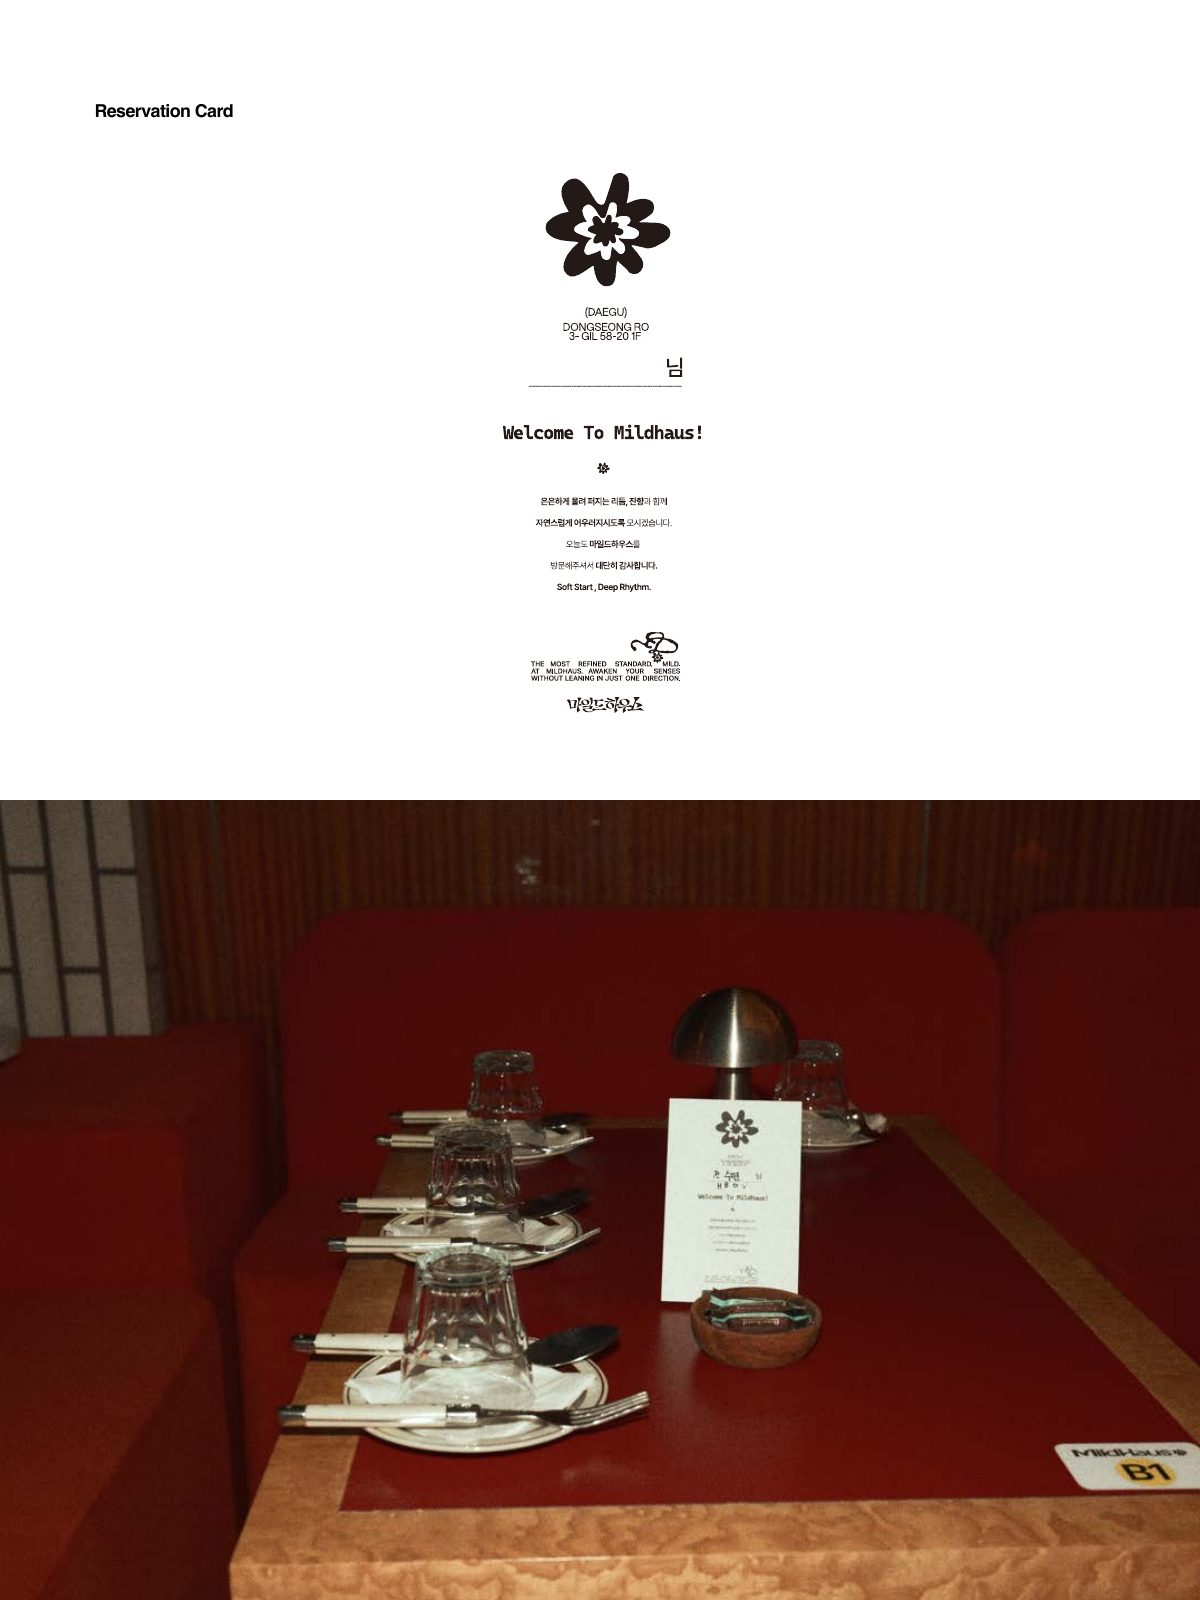 Reservation Card
(DAEGU)
DONGSEONG RO
3- GIL 58-20 1F
님
Welcome To Mildhaus!
은은하게 울려 퍼지는 리듬, 잔향과 함께
자연스럽게 어우러지시도록 모시겠습니다.
오늘도 마일드하우스를
방문해주셔서 대단히 감사합니다.
Soft Start , Deep Rhythm.
THE MOST REFINED STANDARD, MILD.
AT MILDHAUS. AWAKEN YOUR SENSES
WITHOUT LEANING IN JUST ONE DIRECTION.
마일드하우스
님
Welcome To Mildhaus!
MildHaus
B1